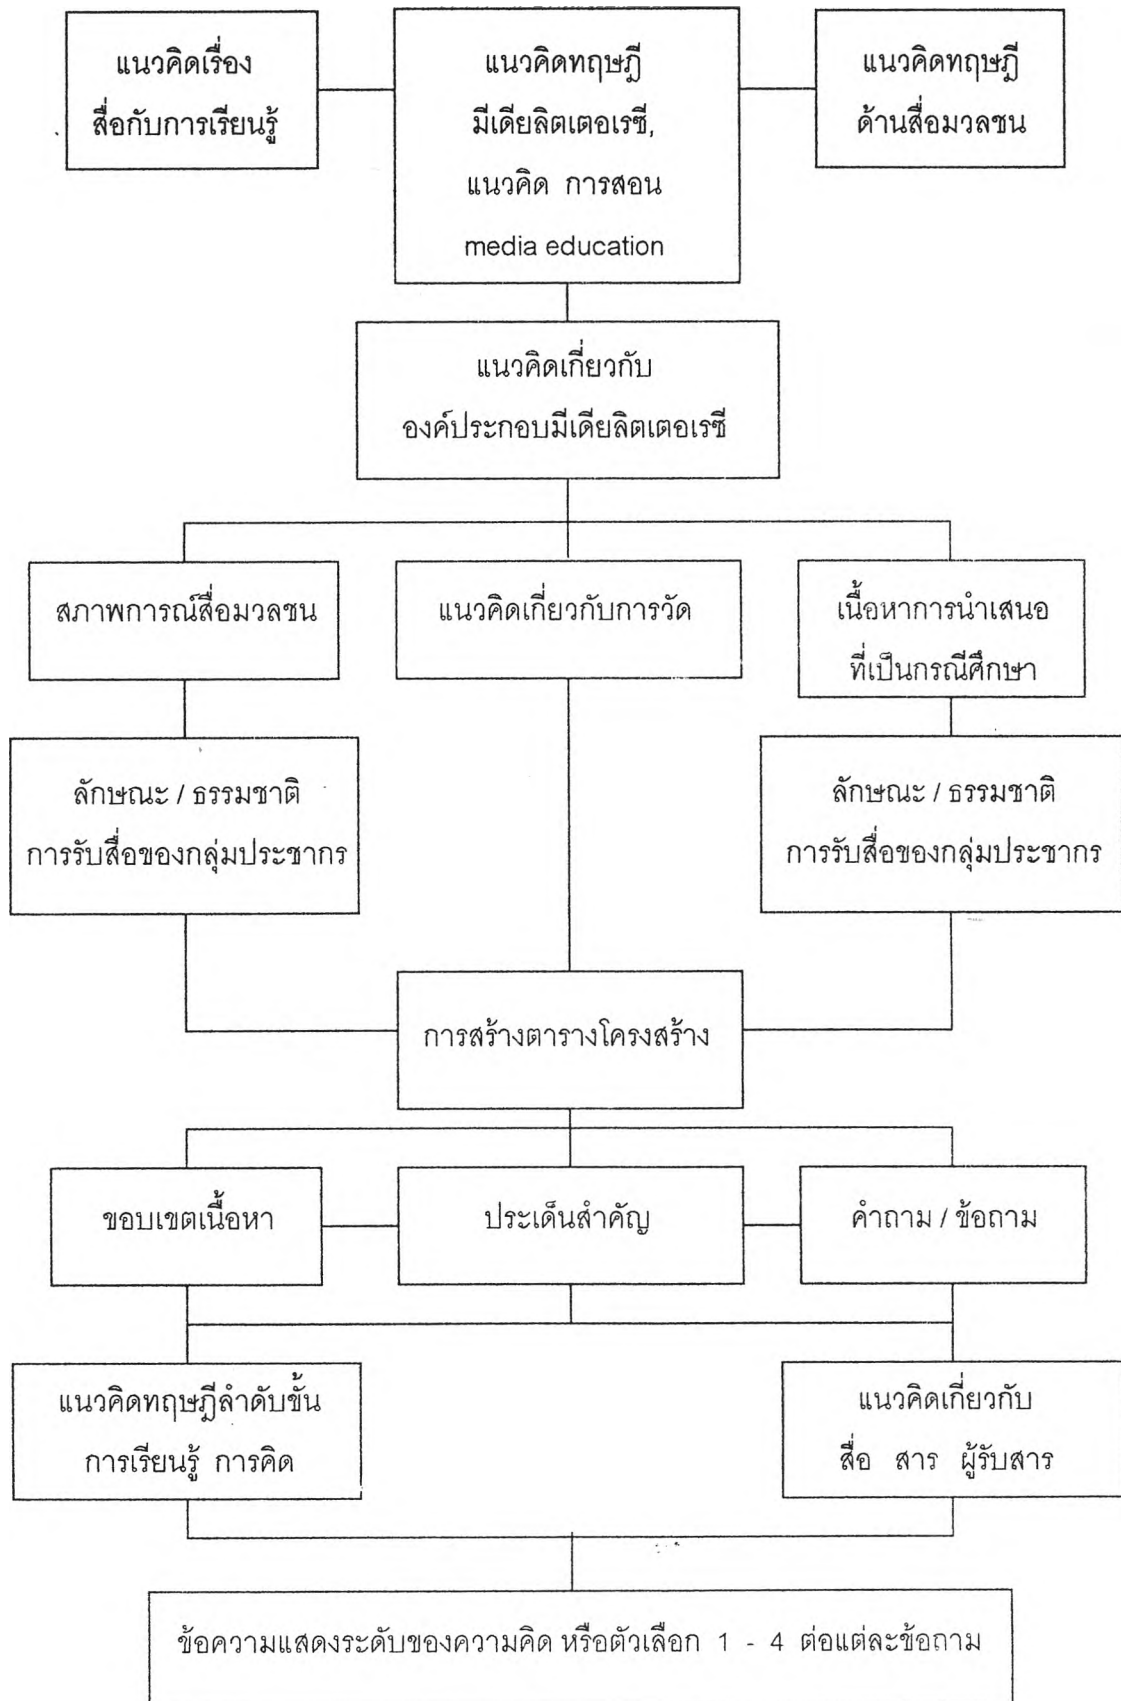 แนวคิดเรื่อง
สื่อกับการเรียนรู้
แนวคิดทฤษฎี
มีเดียลิตเตอเรซี,
แนวคิด การสอน
media education
แนวคิดทฤษฎี
ด้านสื่อมวลชน
แนวคิดเกี่ยวกับ
องค์ประกอบมีเดียลิตเตอเรซี
สภาพการณ์สื่อมวลชน
แนวคิดเกี่ยวกับการวัด
เนื้อหาการนำเสนอ
ที่เป็นกรณีศึกษา
ลักษณะ / ธรรมชาติ
การรับสื่อของกลุ่มประชากร
ลักษณะ / ธรรมชาติ
การรับสื่อของกลุ่มประชากร
การสร้างตารางโครงสร้าง
ขอบเขตเนื้อหา
ประเด็นสำคัญ
คำถาม / ข้อถาม
แนวคิดทฤษฎีลำดับขั้น
การเรียนรู้ การคิด
แนวคิดเกี่ยวกับ
สื่อ สาร ผู้รับสาร
ข้อความแสดงระดับของความคิด หรือตัวเลือก 1 - 4 ต่อแต่ละข้อถาม